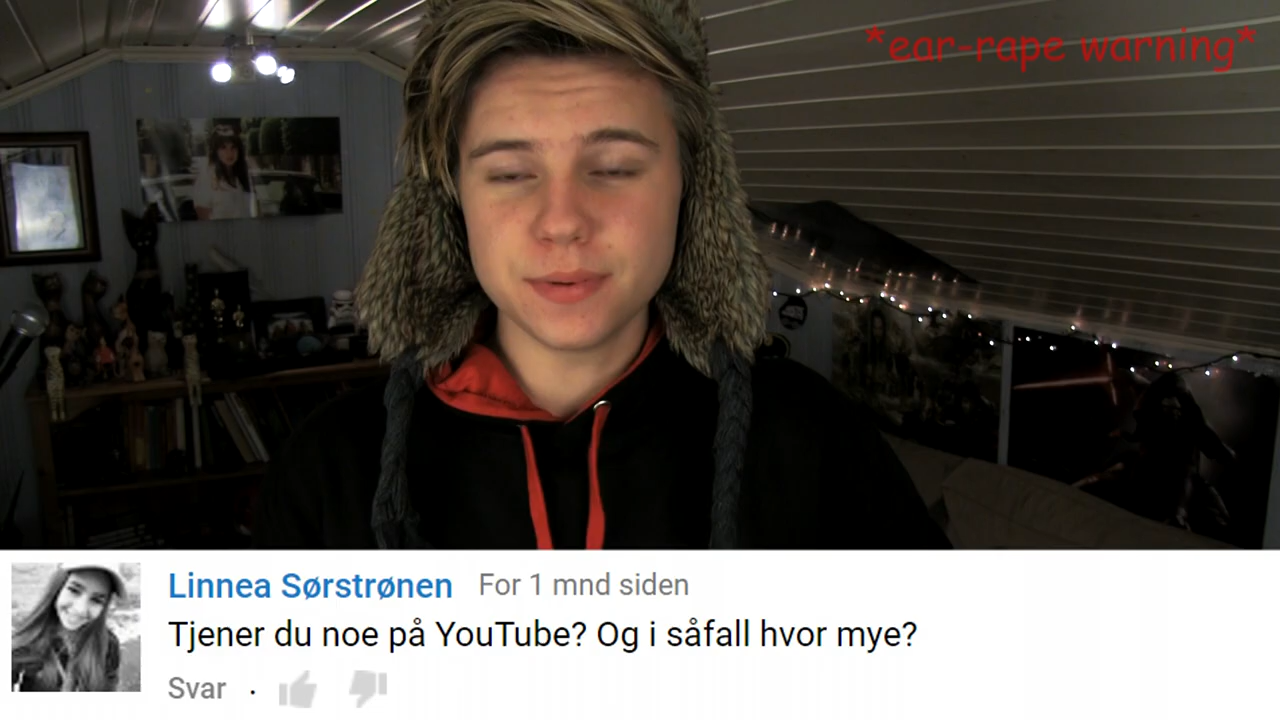 *ear-rape warning*
Linnea Sørstrønen For 1 mnd siden
Tjener du noe på YouTube? Og i såfall hvor mye?
Svar ·